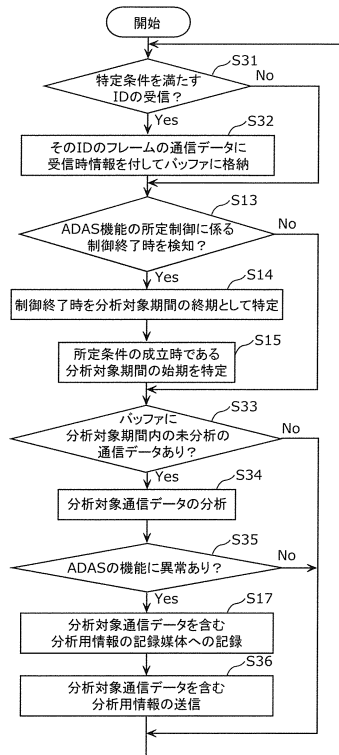 開始
S31
特定条件を満たす
IDの受信？
No
Yes
S32
そのIDのフレームの通信データに
受信時情報を付してバッファに格納
S13
ADAS機能の所定制御に係る
制御終了時を検知？
No
Yes
S14
制御終了時を分析対象期間の終期として特定
S15
所定条件の成立時である
分析対象期間の始期を特定
S33
バッファに
分析対象期間内の未分析の
通信データあり？
No
Yes
S34
分析対象通信データの分析
S35
ADASの機能に異常あり？
No
Yes
S17
分析対象通信データを含む
分析用情報の記録媒体への記録
S36
分析対象通信データを含む
分析用情報の送信